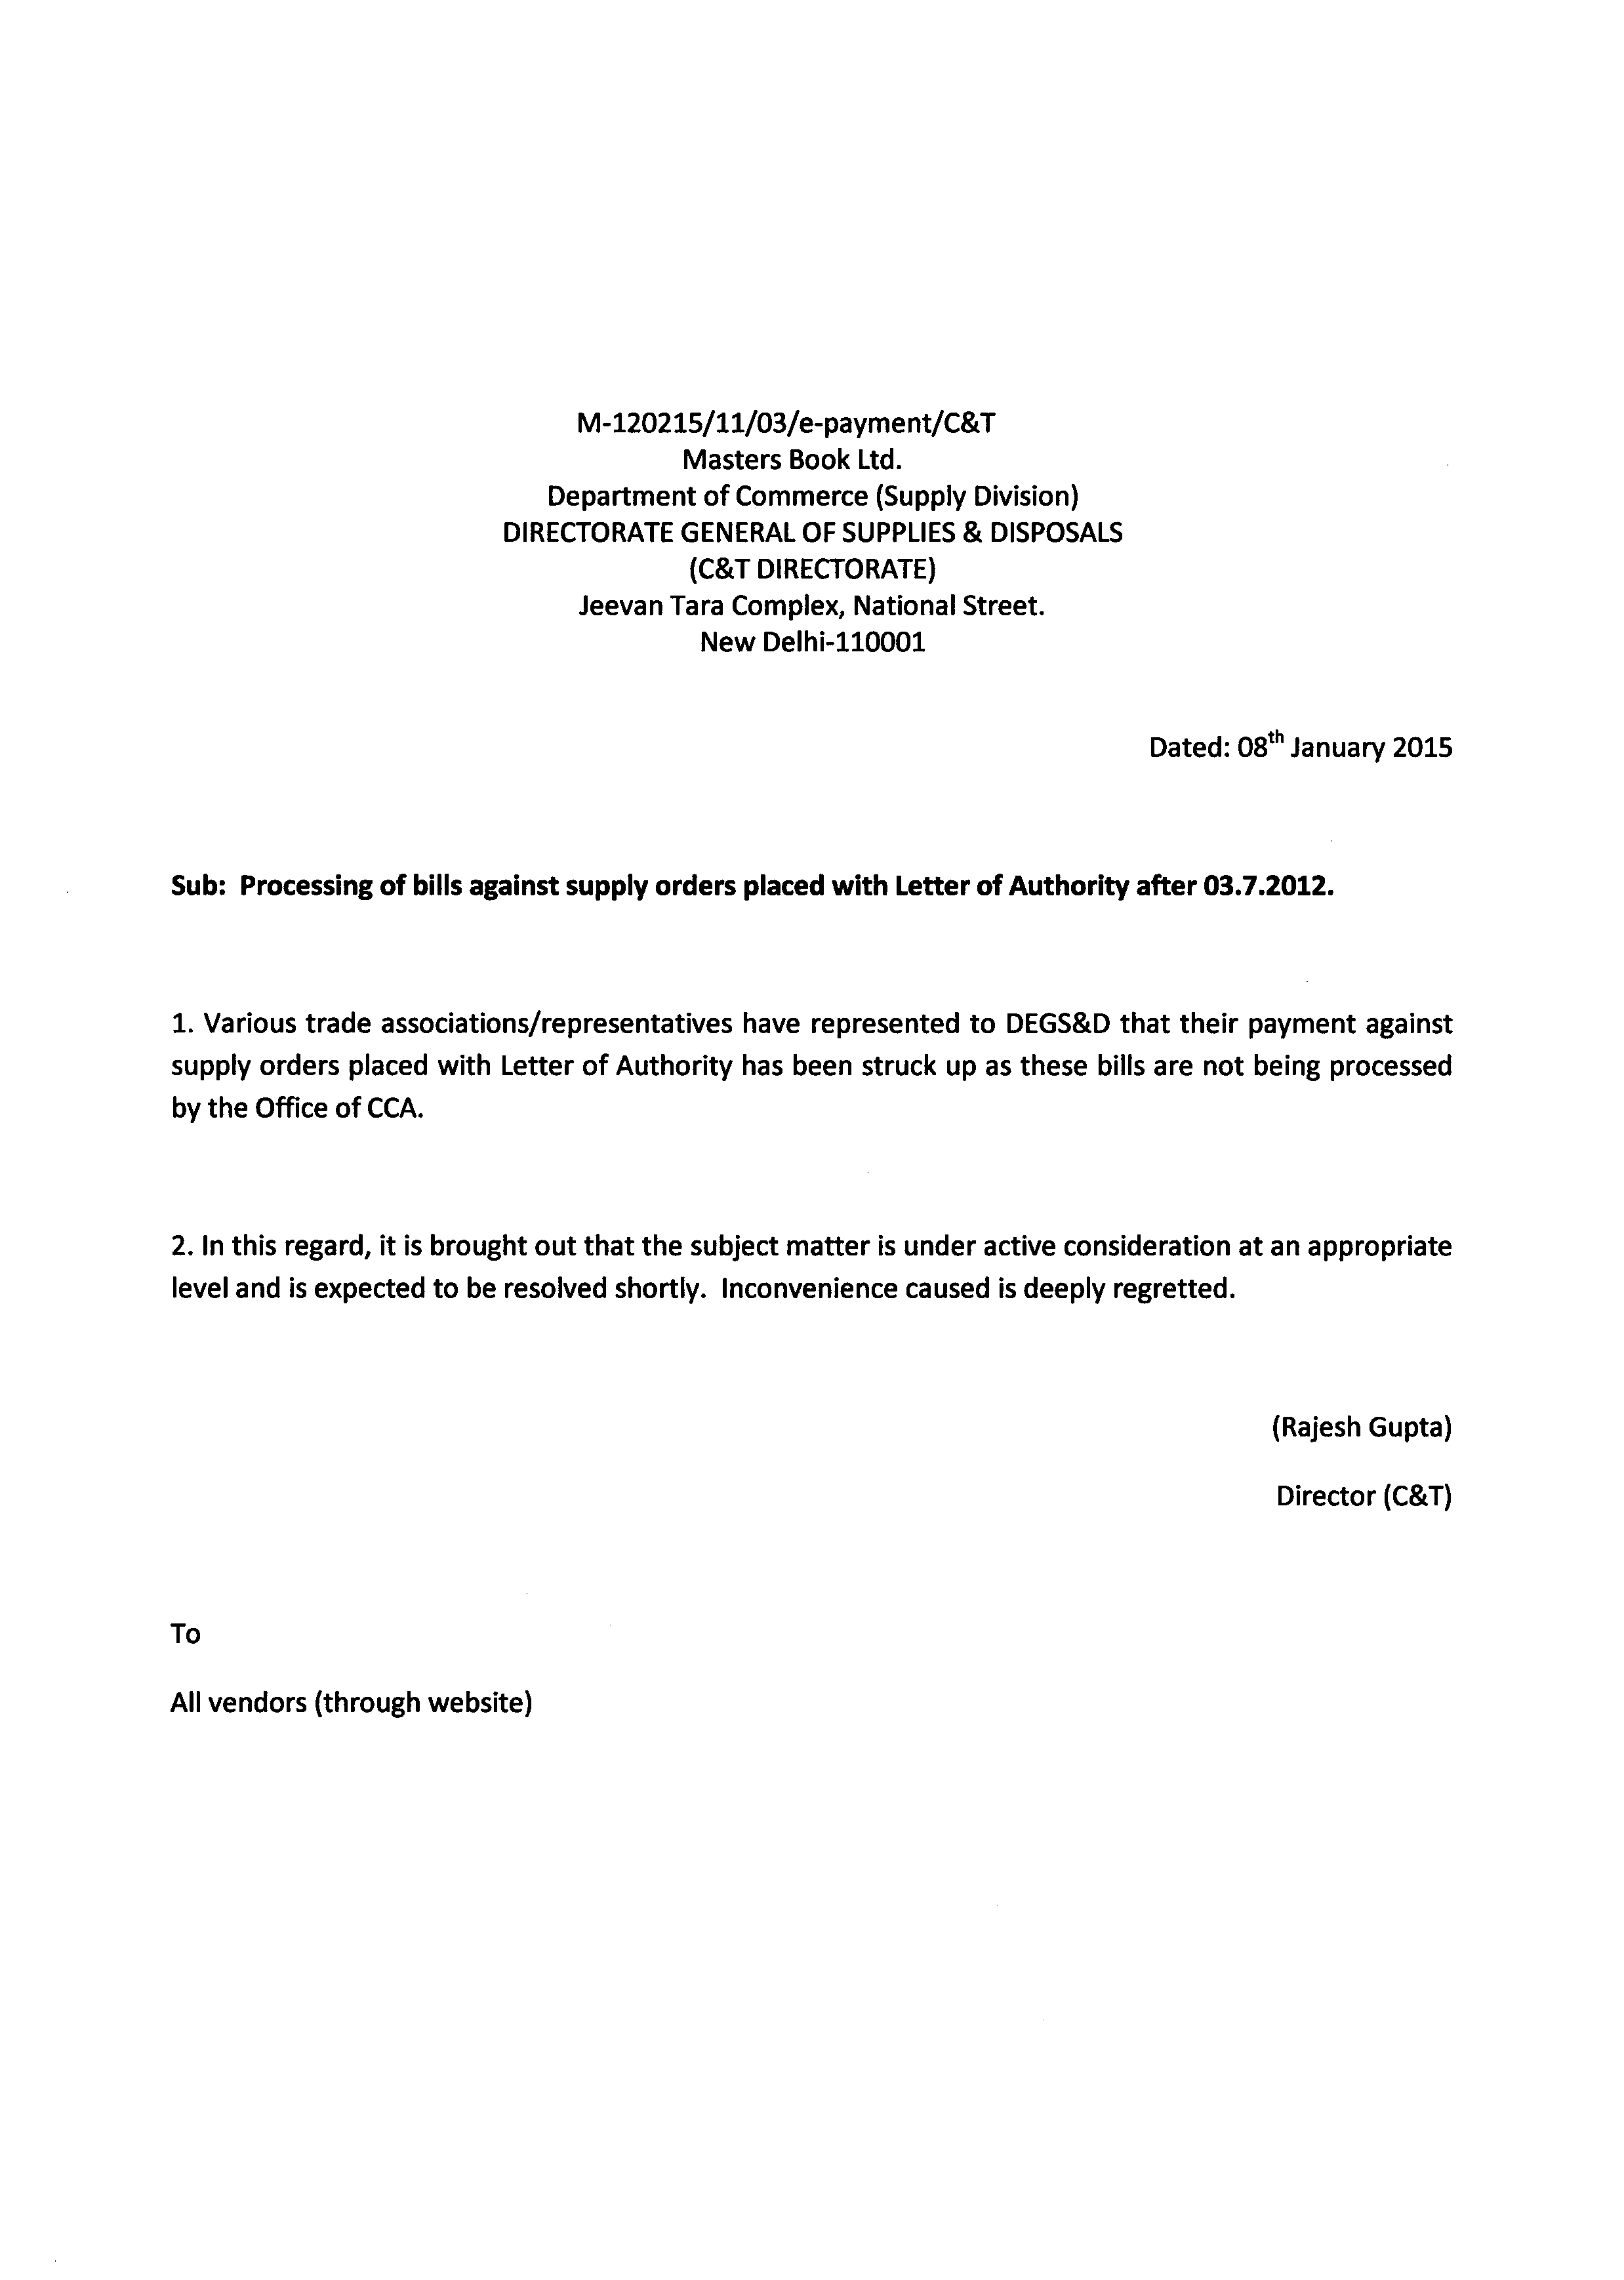 M-120215/11/03/e-payment/C&T
Masters Book Ltd.
Department of Commerce (Supply Division)
DIRECTORATE GENERAL OF SUPPLIES & DISPOSALS
(C&T DIRECTORATE)
Jeevan Tara Complex, National Street.
New Delhi-110001
Dated: 08th January 2015
Sub: Processing of bills against supply orders placed with Letter of Authority after 03.7.2012.
1. Various trade associations/representatives have represented to DEGS&D that their payment against
supply orders placed with Letter of Authority has been struck up as these bills are not being processed
by the Office of CCA.
2. In this regard, it is brought out that the subject matter is under active consideration at an appropriate
level and is expected to be resolved shortly. Inconvenience caused is deeply regretted.
(Rajesh Gupta)
Director (C&T)
To
All vendors (through website)